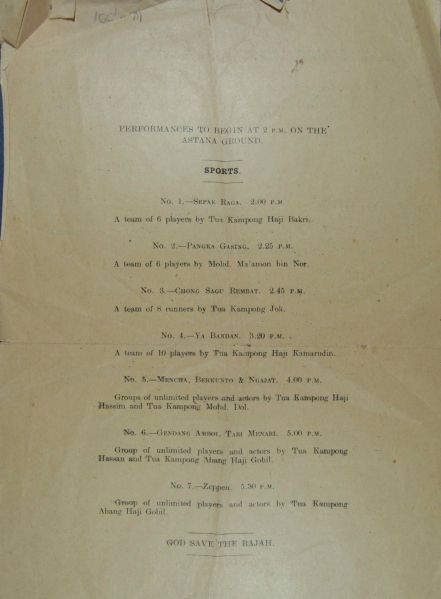 PERFORMANCES TO BEGIN AT 2 P.M. ON THE
ASTANA GROUND.
SPORTS.
No. 1.—Sepak Raga. 2.00 P.M
A team of 6 players by Tua Kampong Haji Bakri.
No. 2.—Pangka Gasing. 2.25 P.M.
A team of 6 players by Mohd. Ma'amon bin Nor.
No. 3.—Chong Sagu Rembat. 2.45 P.M.
A team of 8 runners by Tua Kampong Jok.
No. 4.—Ya Bandan. 3.20 P.M.
A team of 10 players by Tua Kampong Haji Kamarudin.
No. 5.—Mencha, Berkunto & Ngajat. 4.00 P.M.
Groups of unlimited players and actors by Tua Kampong Haji
Hassim and Tua Kampong Mohd. Dol.
No. 6.—Gendang Amboi, Tari Menari. 5.00 P.M.
Group of unlimited players and actors by Tua Kampong
Hassan and Tua Kampong Abang Haji Gobil.
No. 7.—Zeppen. 5.30 P.M.
Group of unlimited players and actors by Tua Kampong
Abang Haji Gobil.
GOD SAVE THE RAJAH.